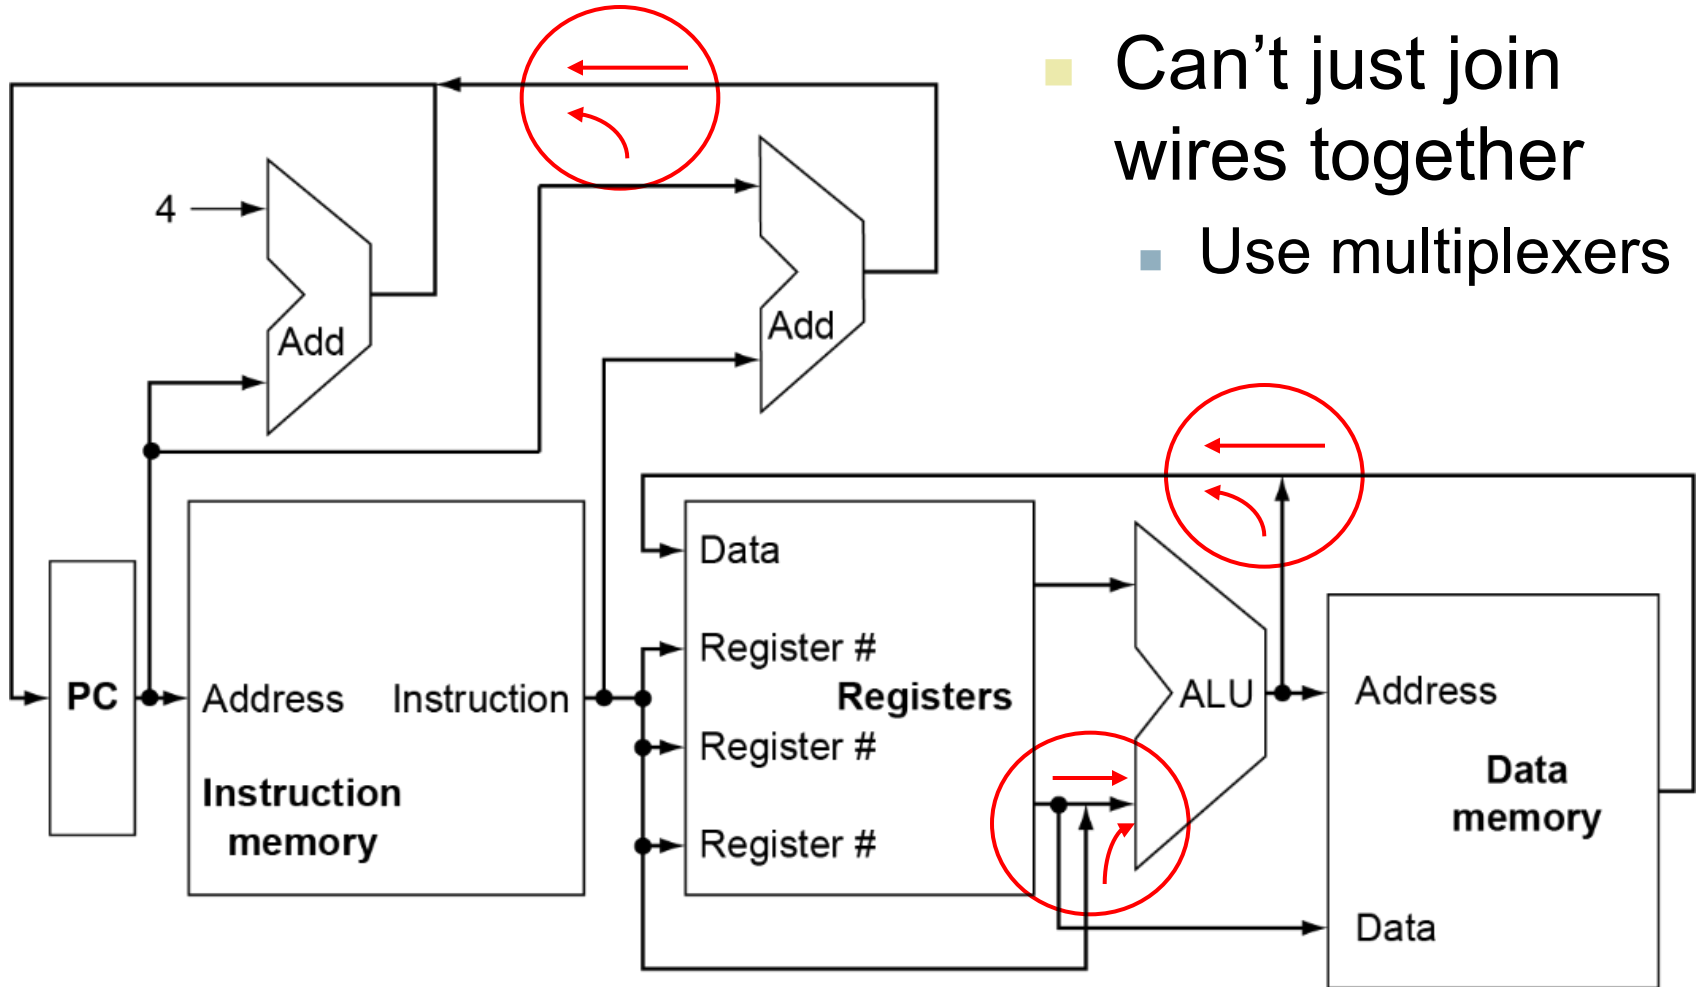 Can’t just join
wires together
Use multiplexers
4
Add
Add
PC
Address
Instruction
Instruction
memory
Data
Register #
Registers
Register #
Register #
ALU
Address
Data
memory
Data